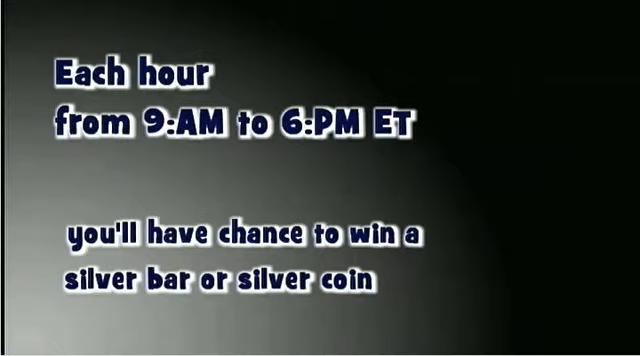 Each hour
from 9:AM to 6:PM ET
you'll have chance to win a
silver bar or silver coin